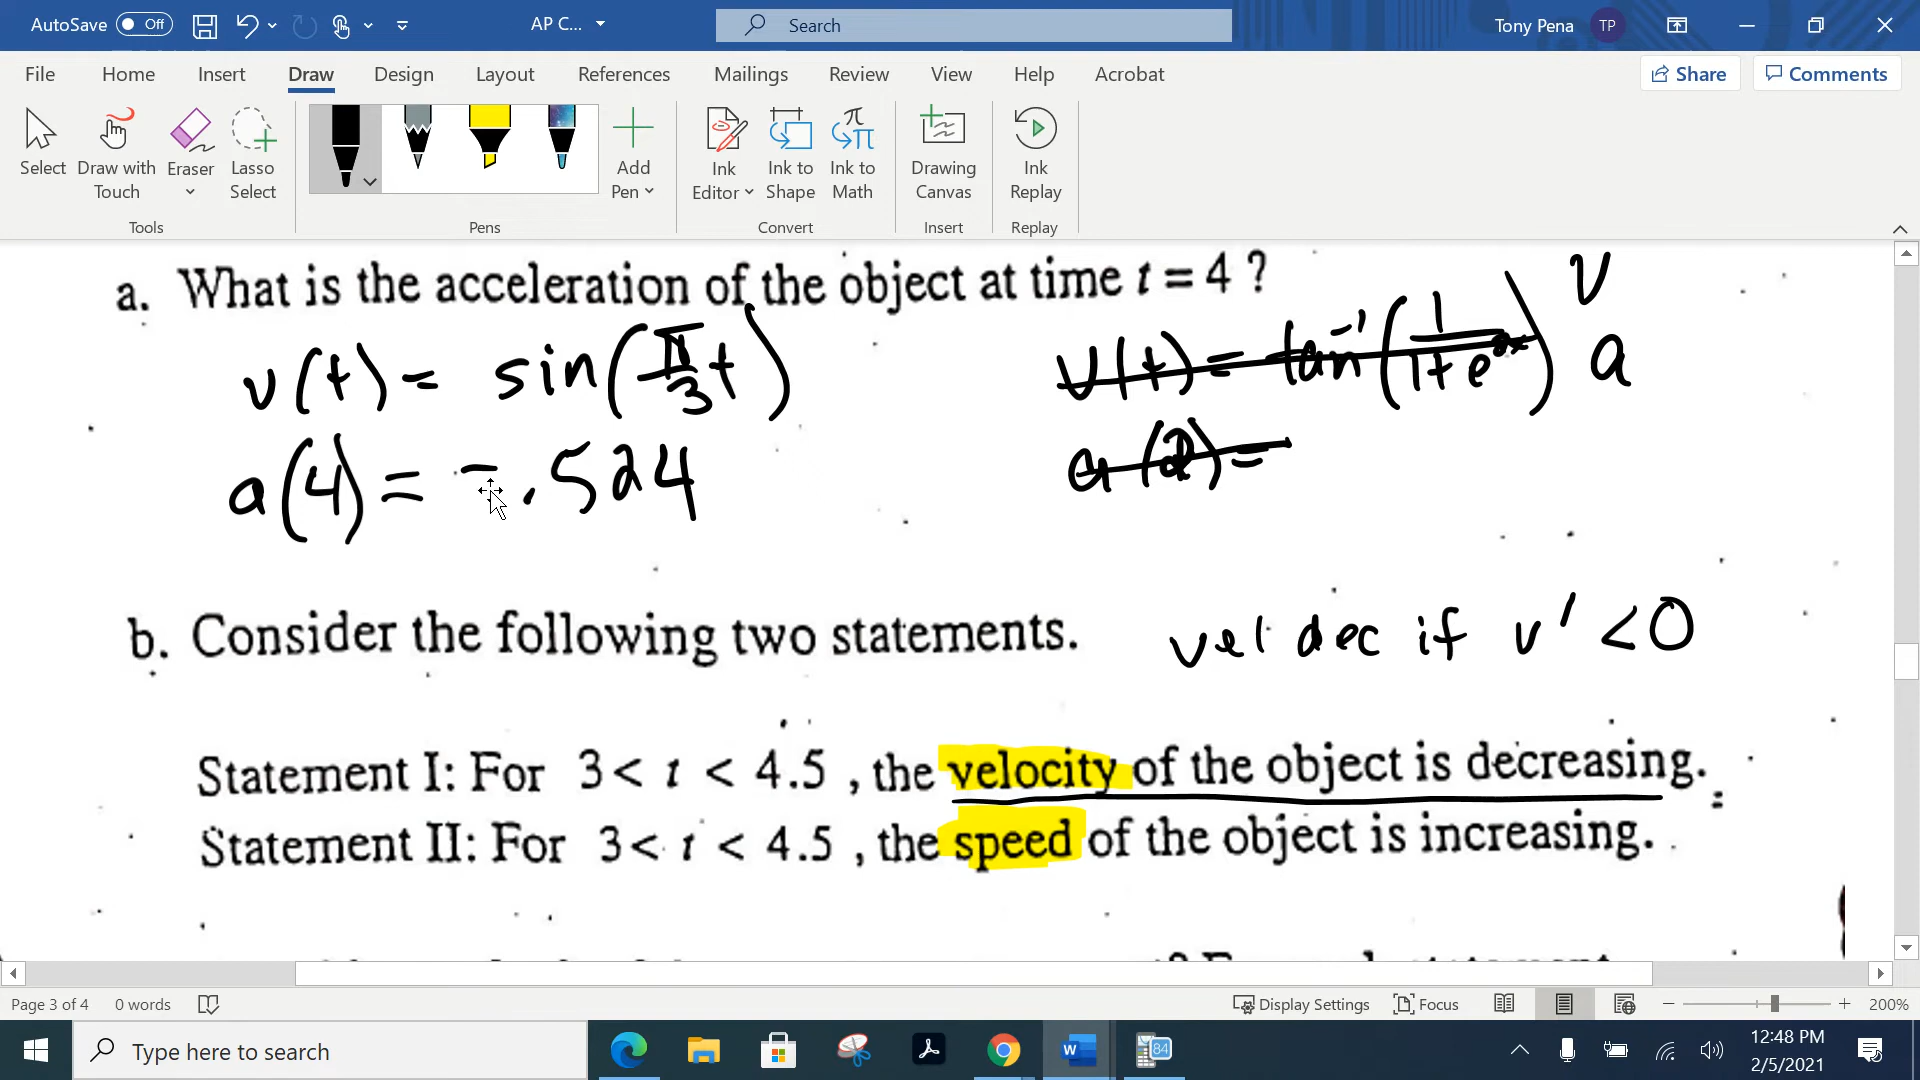 AutoSave Off AP C... Search Tony Pena TP
File Home Insert Draw Design Layout References Mailings Review View Help Acrobat Share Comments
Select Draw with Touch Eraser Lasso Select Add Pen Ink Editor Ink to Shape Ink to Math Drawing Canvas Ink Replay
Tools Pens Convert Insert Replay
a. What is the acceleration of the object at time t = 4 ?
v
v(t) = sin(π/3 t)
v(t) = tan⁻¹(
a
a(4) = -.524
a(2) =
b. Consider the following two statements.
vel dec if v' < 0
Statement I: For 3 < t < 4.5 , the velocity of the object is decreasing.
Statement II: For 3 < t < 4.5 , the speed of the object is increasing.
Page 3 of 4 0 words Display Settings Focus 200%
Type here to search 84 12:48 PM
2/5/2021